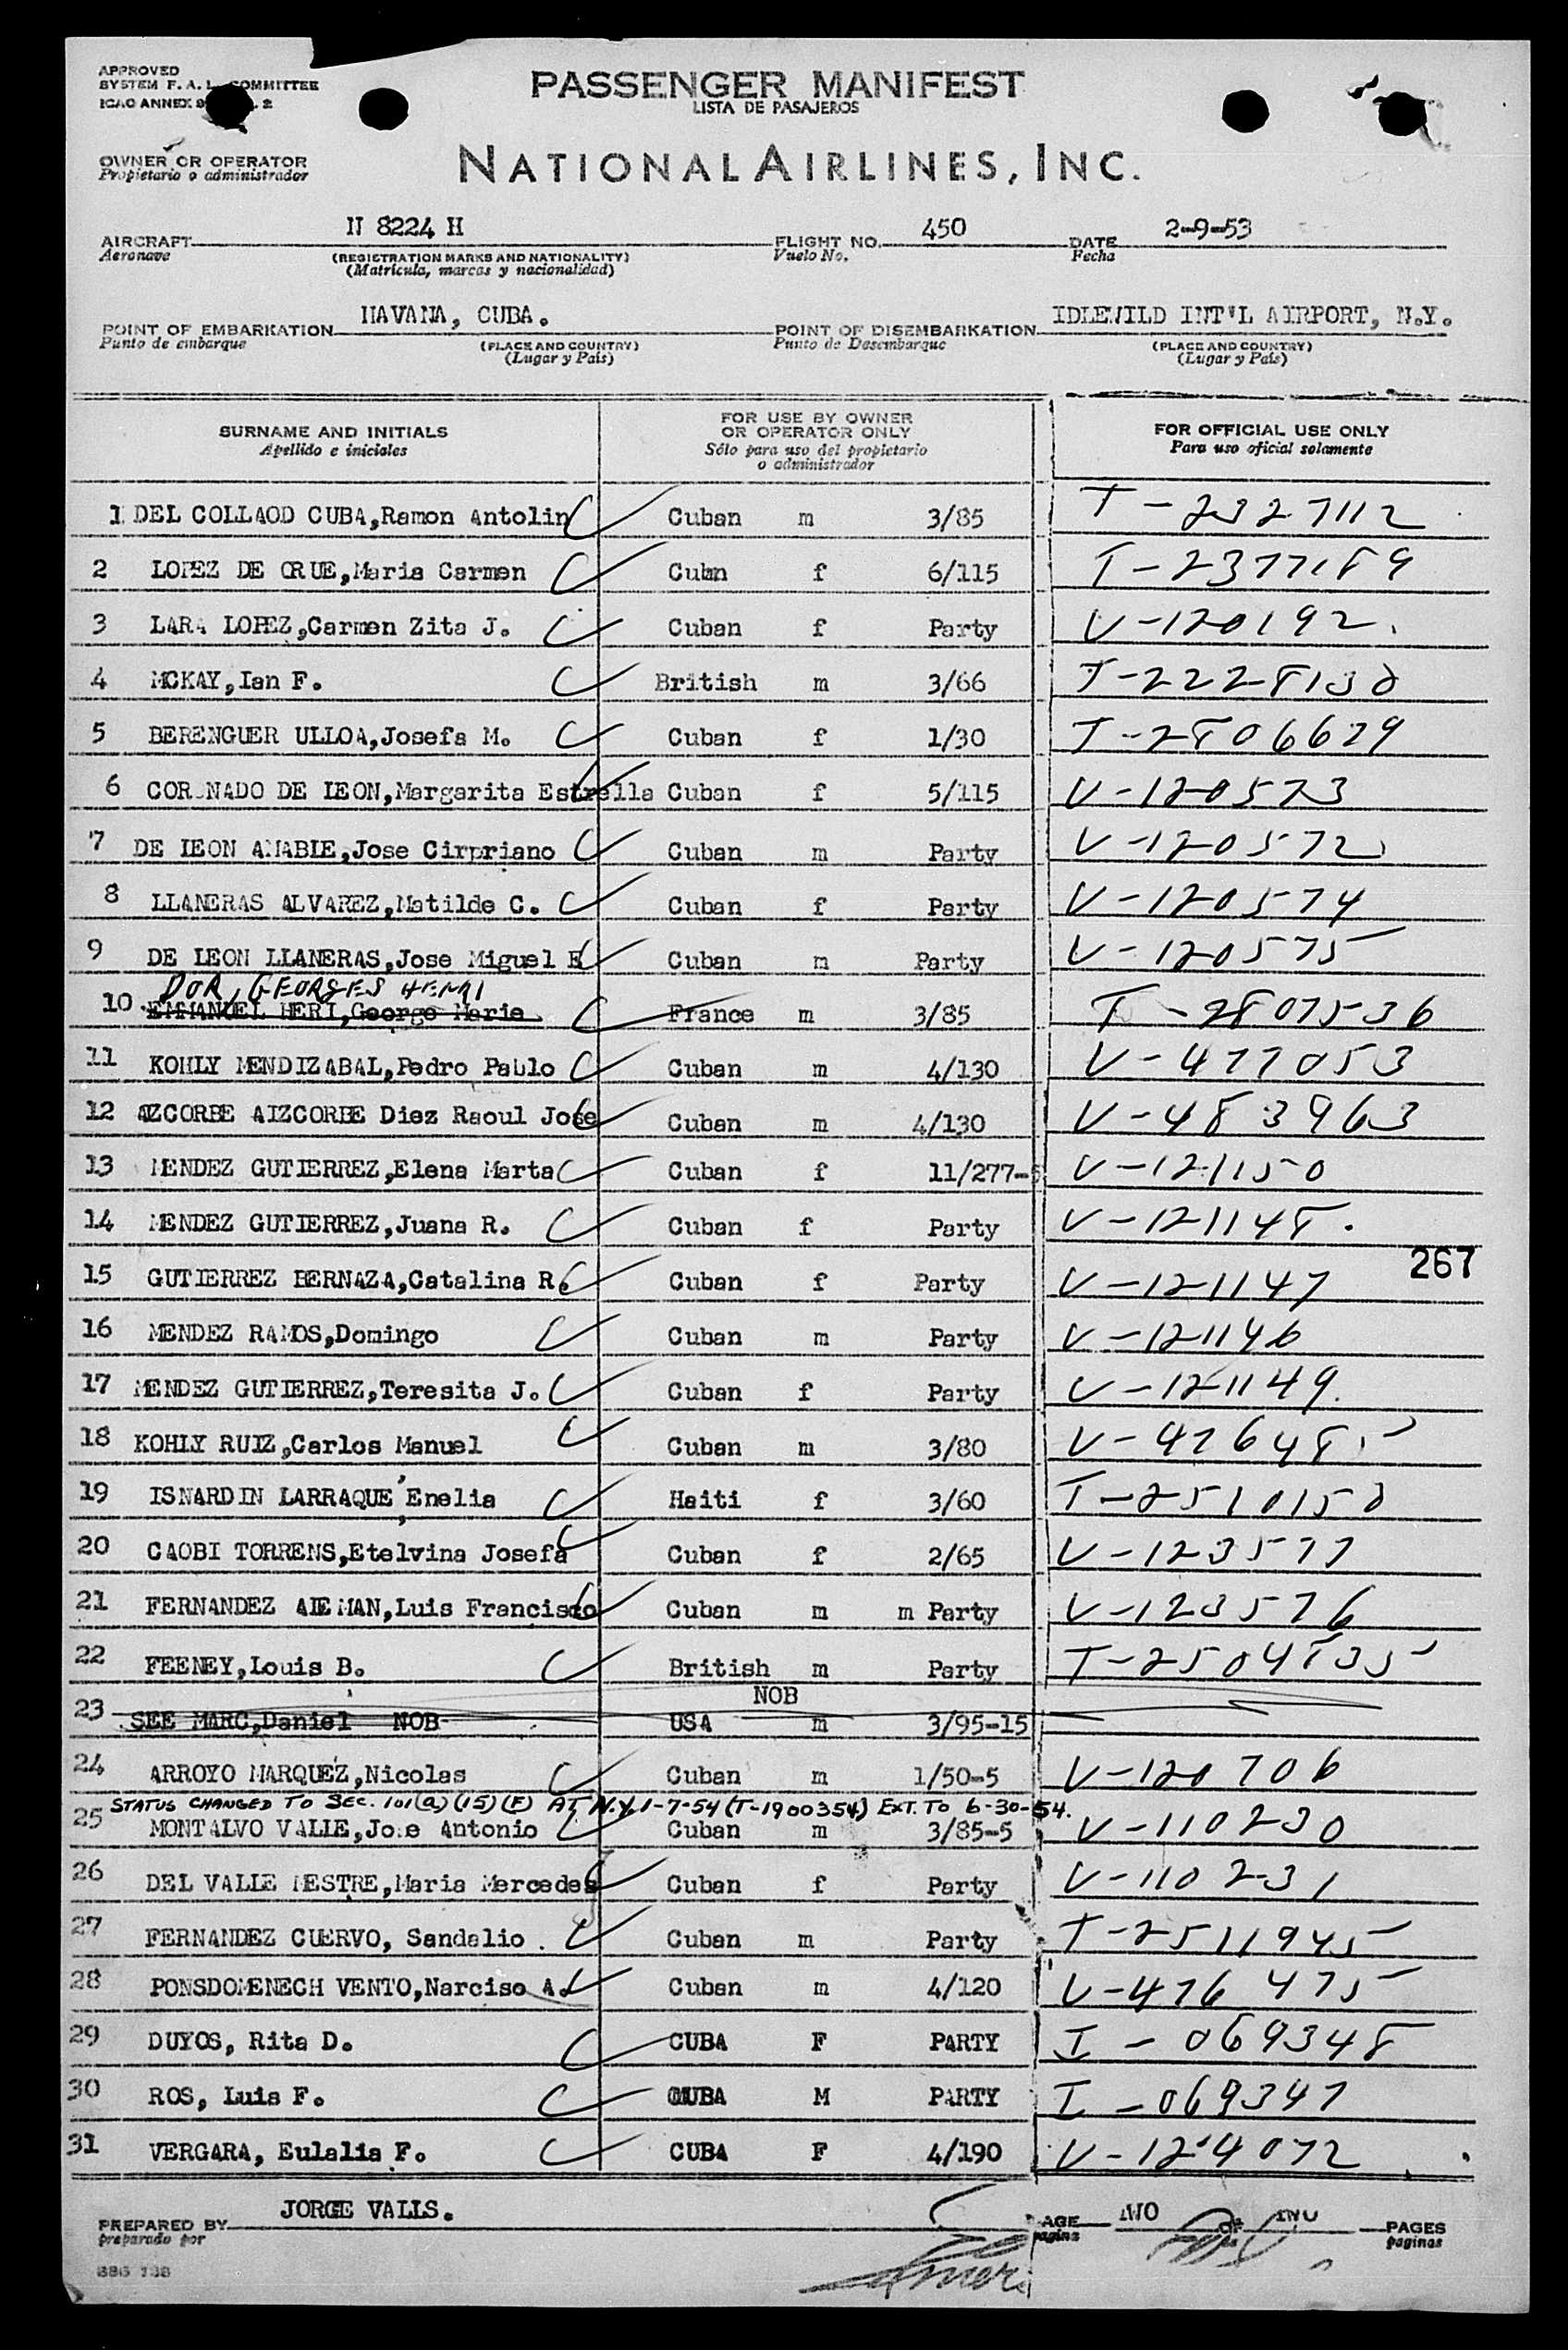 APPROVED
SYSTEM F. A. L. COMMITTEE
ICAO ANNEX 9 2
PASSENGER MANIFEST
LISTA DE PASAJEROS
OWNER OR OPERATOR
Propietario o administrador
NATIONAL AIRLINES, INC.
AIRCRAFT N 8224 H FLIGHT NO. 450 DATE 2-9-53
Aeronave (REGISTRATION MARKS AND NATIONALITY) Vuelo No. Fecha
(Matricula, marcas y nacionalidad)
POINT OF EMBARKATION HAVANA, CUBA. POINT OF DISEMBARKATION IDLEWILD INT'L AIRPORT, N.Y.
Punto de embarque (PLACE AND COUNTRY) Punto de Desembarque (PLACE AND COUNTRY)
(Lugar y País) (Lugar y País)
SURNAME AND INITIALS FOR USE BY OWNER OR OPERATOR ONLY FOR OFFICIAL USE ONLY
Apellido e iniciales Sólo para uso del propietario o administrador Para uso oficial solamente
1 DEL COLLAOD CUBA,Ramon Antolin Cuban m 3/85 T-2327112
2 LOPEZ DE CRUE,Maria Carmen Cuban f 6/115 T-2377189
3 LARA LOPEZ,Carmen Zita J. Cuban f Party V-120192
4 MCKAY,Ian F. British m 3/66 T-2228130
5 BERENGUER ULLOA,Josefa M. Cuban f 1/30 T-2806629
6 CORONADO DE LEON,Margarita Estrella Cuban f 5/115 V-120573
7 DE LEON AMABLE,Jose Cirpriano Cuban m Party V-120572
8 LLANERAS ALVAREZ,Matilde C. Cuban f Party V-120574
9 DE LEON LLANERAS,Jose Miguel E Cuban m Party V-120575
DOR, GEORGES HENRI
10 EMMANUEL HERI,George Marie France m 3/85 T-2807536
11 KOHLY MENDIZABAL,Pedro Pablo Cuban m 4/130 V-477053
12 AIZCORBE AIZCORBE Diez Raoul Jose Cuban m 4/130 V-483963
13 MENDEZ GUTIERREZ,Elena Marta Cuban f 11/277-5 V-121150
14 MENDEZ GUTIERREZ,Juana R. Cuban f Party V-121148
267
15 GUTIERREZ BERNAZA,Catalina R. Cuban f Party V-121147
16 MENDEZ RAMOS,Domingo Cuban m Party V-121146
17 MENDEZ GUTIERREZ,Teresita J. Cuban f Party V-121149
18 KOHLY RUIZ,Carlos Manuel Cuban m 3/80 V-476485
19 ISNARDIN LARRAQUE Enelia Haiti f 3/60 T-2510150
20 CAOBI TORRENS,Etelvina Josefa Cuban f 2/65 V-123577
21 FERNANDEZ ALEMAN,Luis Francisco Cuban m m Party V-123576
22 FEENEY,Louis B. British m Party T-2504835
NOB
23 SEE MARC,Daniel NOB USA m 3/95-15
24 ARROYO MARQUEZ,Nicolas Cuban m 1/50-5 V-120706
STATUS CHANGED TO SEC. 101(a)(15)(F) AT N.Y. 1-7-54 (T-1900354) EXT. TO 6-30-54.
25 MONTALVO VALLE,Jose Antonio Cuban m 3/85-5 V-110230
26 DEL VALLE MESTRE,Maria Mercedes Cuban f Party V-110231
27 FERNANDEZ CUERVO, Sandalio . Cuban m Party T-2511945
28 PONSDOMENECH VENTO,Narciso A. Cuban m 4/120 V-476475
29 DUYOS, Rita D. CUBA F PARTY I-069348
30 ROS, Luis F. CUBA M PARTY I-069347
31 VERGARA, Eulalia F. CUBA F 4/190 V-124072
PREPARED BY JORGE VALLS. PAGE TWO OF TWO PAGES
preparado por pagina paginas